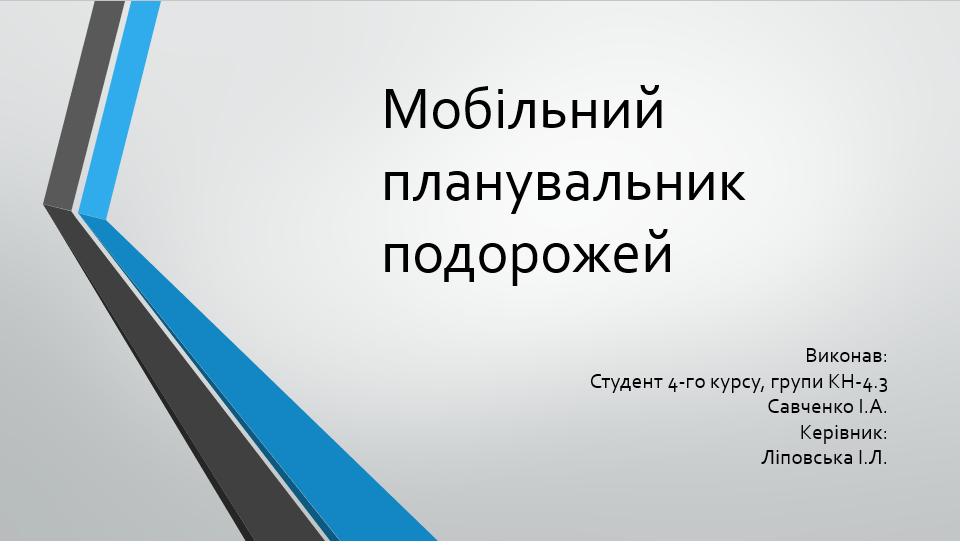 Мобільний
планувальник
подорожей
Виконав:
Студент 4-го курсу, групи КН-4.3
Савченко І.А.
Керівник:
Ліповська І.Л.